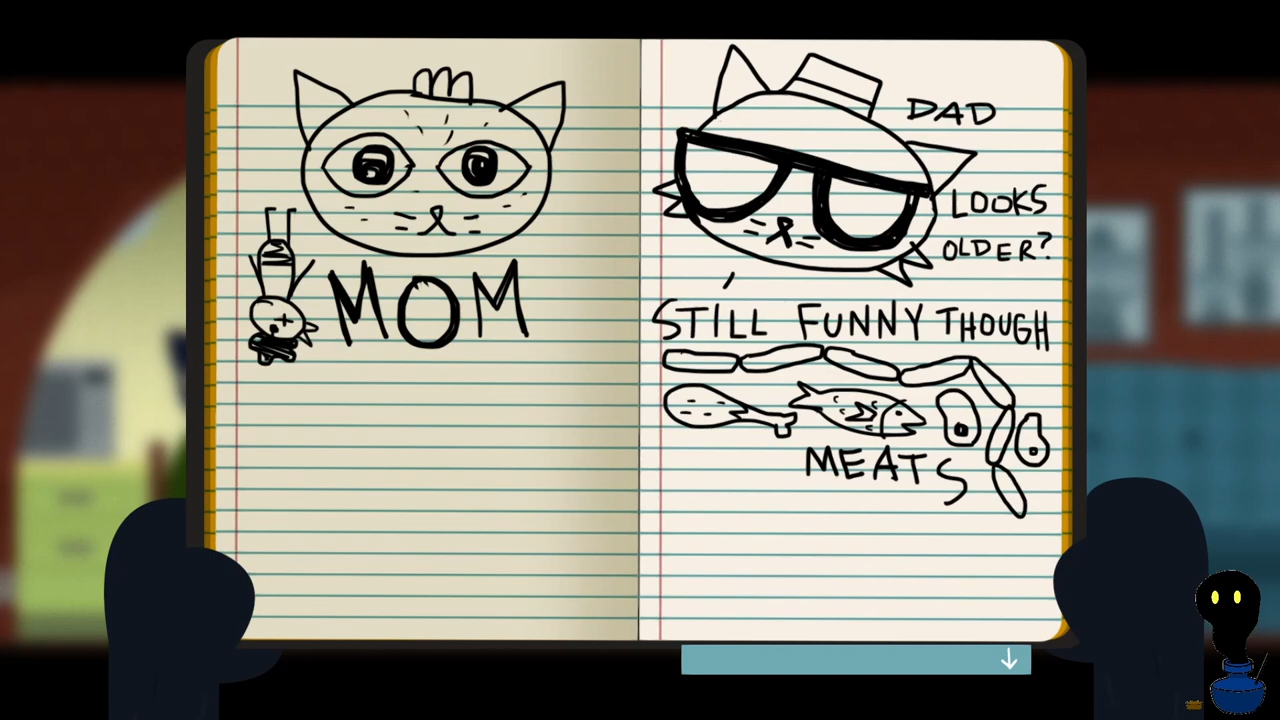 MOM
DAD
LOOKS
OLDER?
STILL FUNNY THOUGH
MEATS